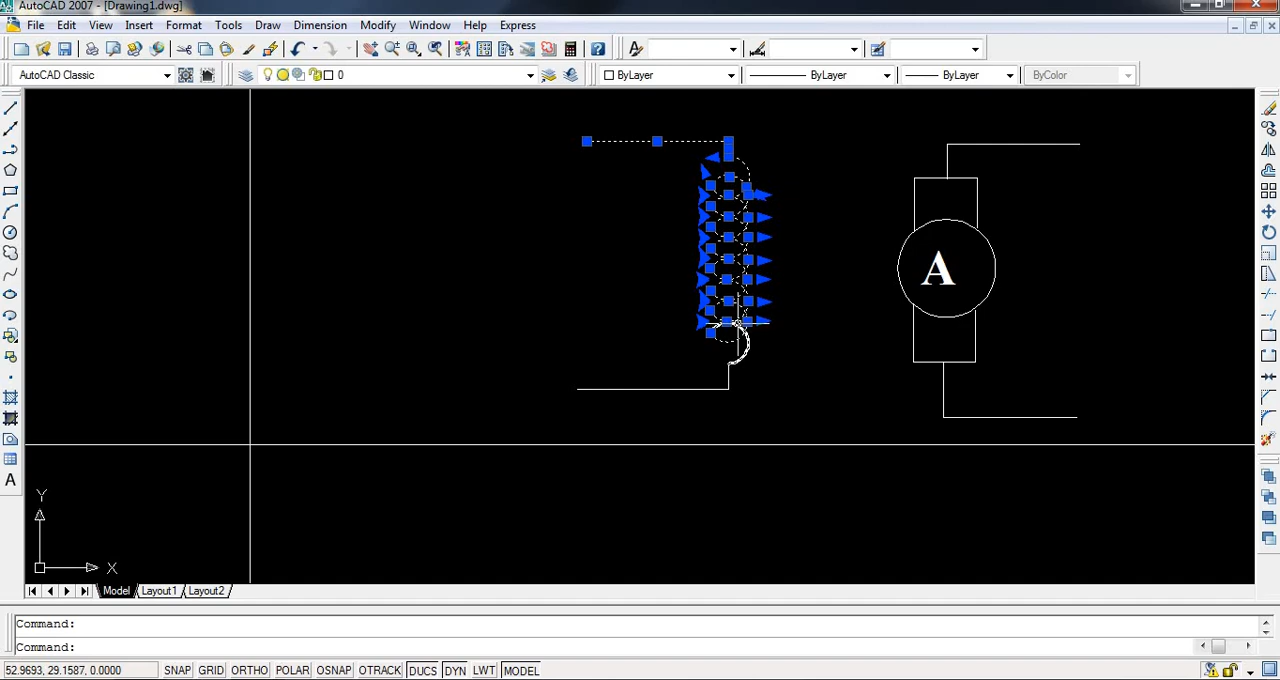 AutoCAD 2007 - [Drawing1.dwg]
File Edit View Insert Format Tools Draw Dimension Modify Window Help Express
AutoCAD Classic 0 ByLayer ByLayer ByLayer ByColor
A
A
Y
X
Model Layout1 Layout2
Command:
Command:
52.9693, 29.1587, 0.0000 SNAP GRID ORTHO POLAR OSNAP OTRACK DUCS DYN LWT MODEL